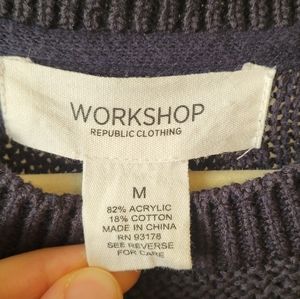 WORKSHOP
REPUBLIC CLOTHING
M
82% ACRYLIC
18% COTTON
MADE IN CHINA
RN 93178
SEE REVERSE
FOR CARE